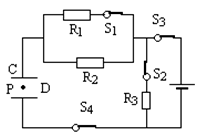 R₁ S₁ S₃
C R₂ S₂
P D
S₄ R₃